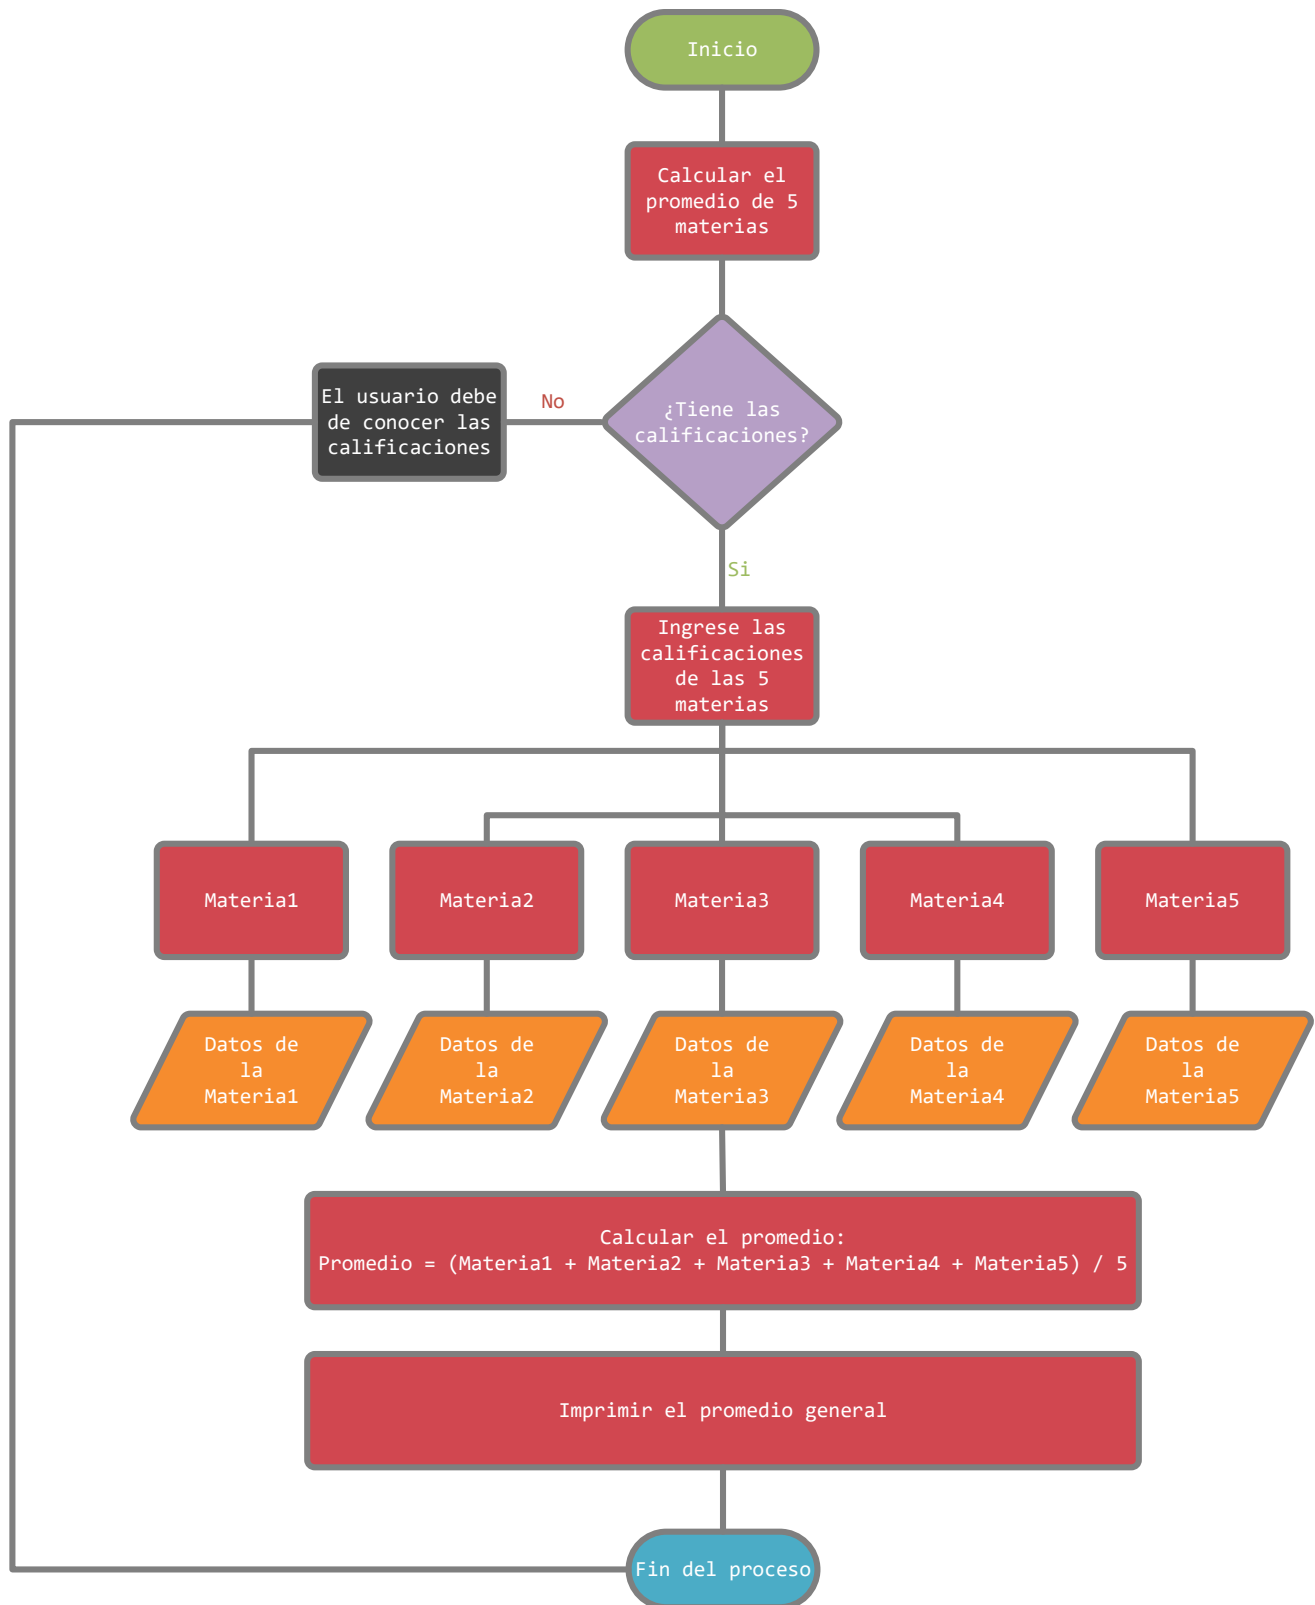 Inicio
Calcular el
promedio de 5
materias
¿Tiene las
calificaciones?
No
El usuario debe
de conocer las
calificaciones
Si
Ingrese las
calificaciones
de las 5
materias
Materia1
Materia2
Materia3
Materia4
Materia5
Datos de
la
Materia1
Datos de
la
Materia2
Datos de
la
Materia3
Datos de
la
Materia4
Datos de
la
Materia5
Calcular el promedio:
Promedio = (Materia1 + Materia2 + Materia3 + Materia4 + Materia5) / 5
Imprimir el promedio general
Fin del proceso